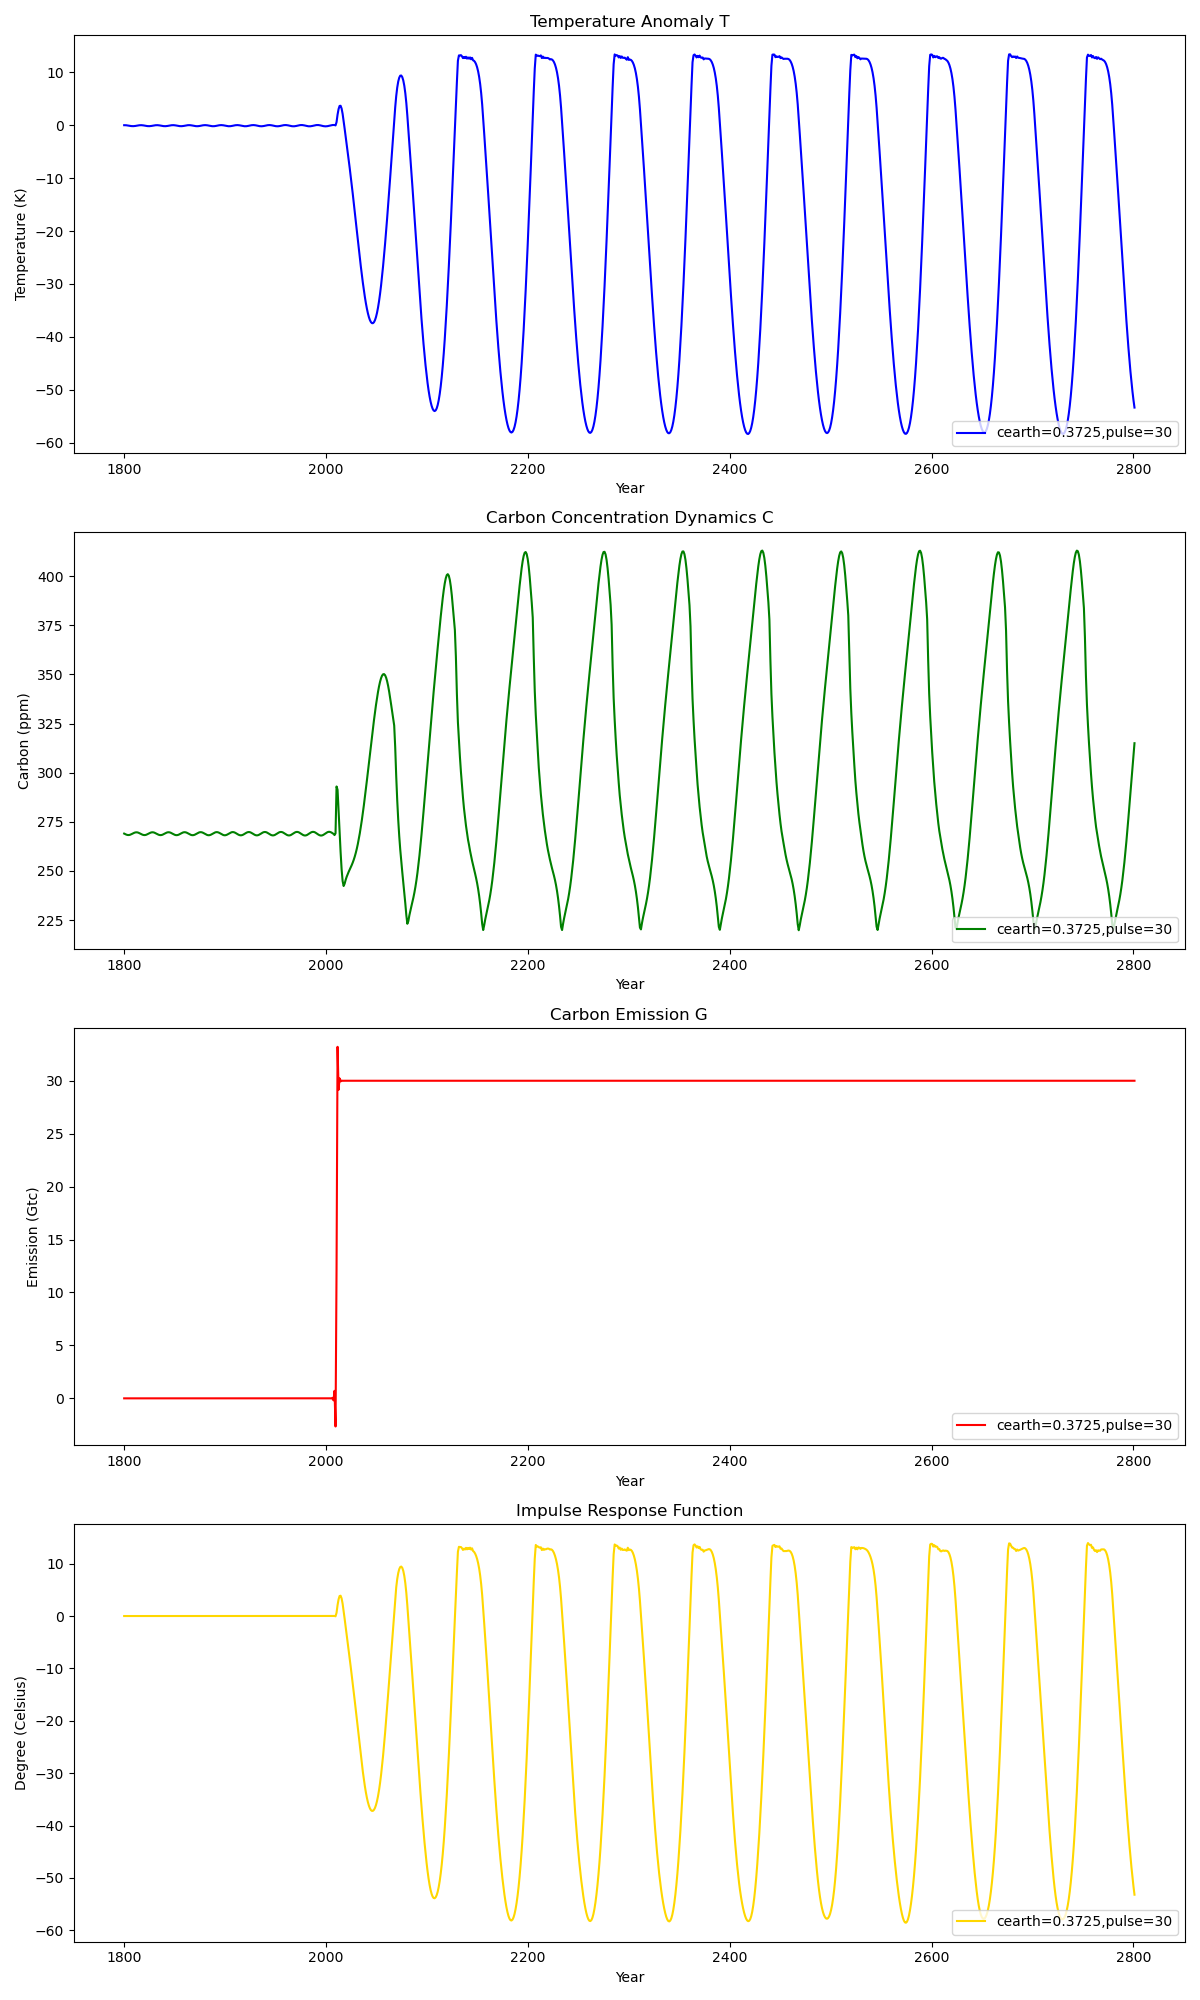 Temperature Anomaly T
10
0
−10
−20
−30
−40
−50
−60
Temperature (K)
cearth=0.3725,pulse=30
1800 2000 2200 2400 2600 2800
Year
Carbon Concentration Dynamics C
400
375
350
325
300
275
250
225
Carbon (ppm)
cearth=0.3725,pulse=30
1800 2000 2200 2400 2600 2800
Year
Carbon Emission G
30
25
20
15
10
5
0
Emission (Gtc)
cearth=0.3725,pulse=30
1800 2000 2200 2400 2600 2800
Year
Impulse Response Function
10
0
−10
−20
−30
−40
−50
−60
Degree (Celsius)
cearth=0.3725,pulse=30
1800 2000 2200 2400 2600 2800
Year